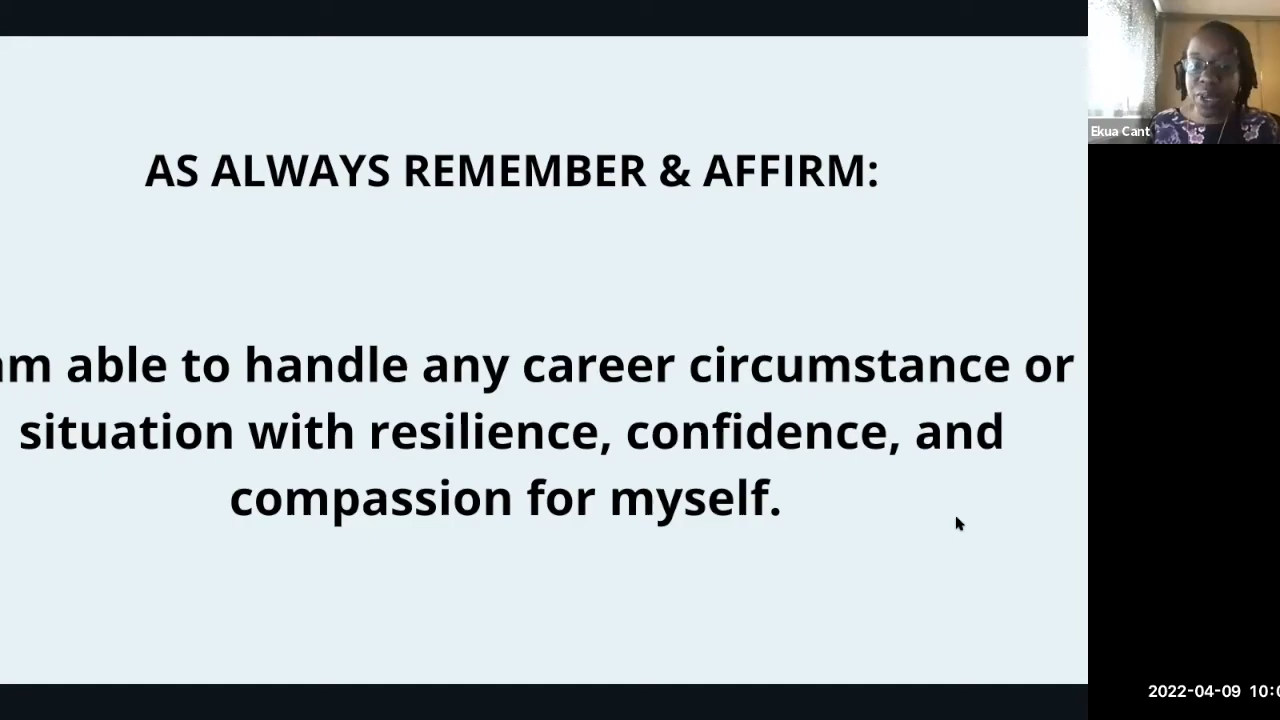 AS ALWAYS REMEMBER & AFFIRM:
am able to handle any career circumstance or
situation with resilience, confidence, and
compassion for myself.
Ekua Cant
2022-04-09 10:0